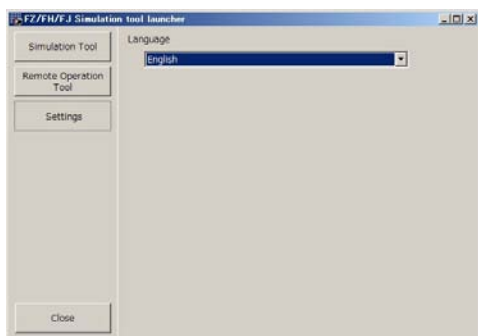 FZ/FH/FJ Simulation tool launcher
Simulation Tool
Language
English
Remote Operation
Tool
Settings
Close